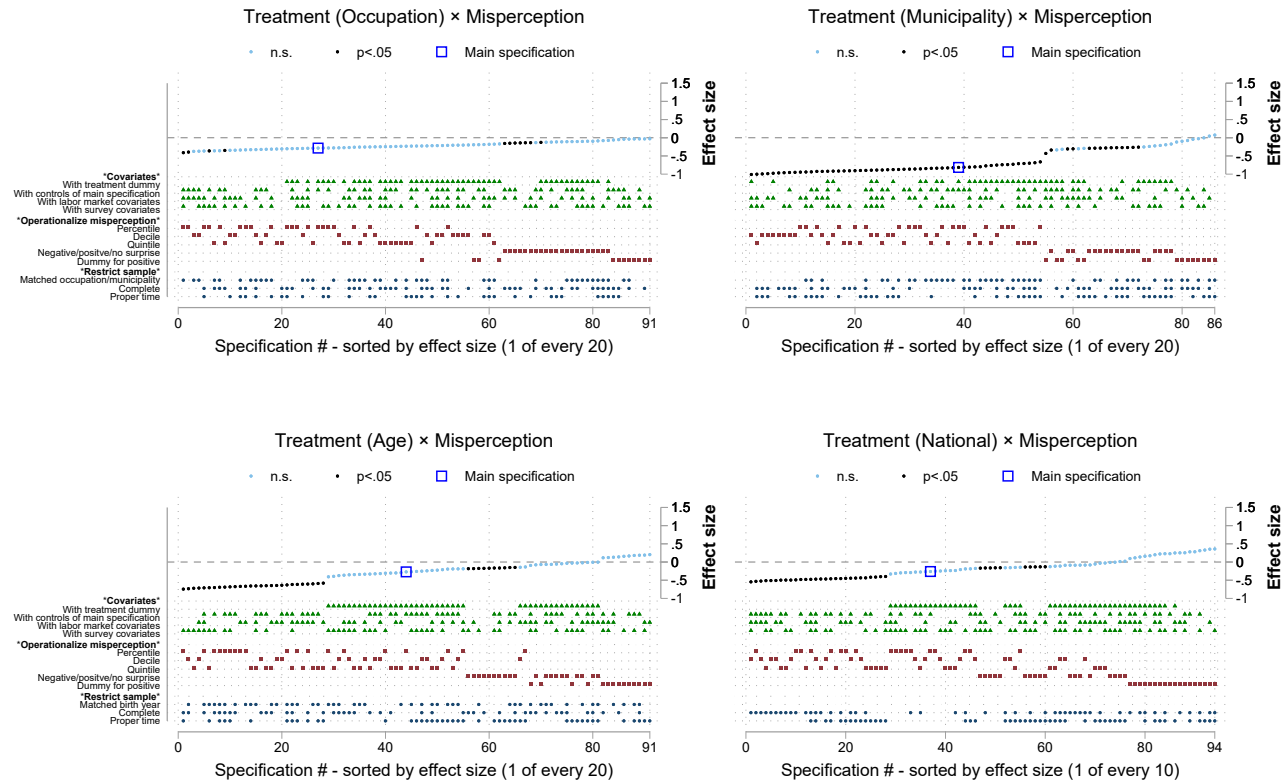 Treatment (Occupation) × Misperception
n.s. p<.05 Main specification
1.5
1
.5
0
-.5
-1
Effect size
*Covariates*
With treatment dummy
With controls of main specification
With labor market covariates
With survey covariates
*Operationalize misperception*
Percentile
Decile
Quintile
Negative/positve/no surprise
Dummy for positive
*Restrict sample*
Matched occupation/municipality
Complete
Proper time
0 20 40 60 80 91
Specification # - sorted by effect size (1 of every 20)
Treatment (Municipality) × Misperception
n.s. p<.05 Main specification
1.5
1
.5
0
-.5
-1
Effect size
0 20 40 60 80 86
Specification # - sorted by effect size (1 of every 20)
Treatment (Age) × Misperception
n.s. p<.05 Main specification
1.5
1
.5
0
-.5
-1
Effect size
*Covariates*
With treatment dummy
With controls of main specification
With labor market covariates
With survey covariates
*Operationalize misperception*
Percentile
Decile
Quintile
Negative/positve/no surprise
Dummy for positive
*Restrict sample*
Matched birth year
Complete
Proper time
0 20 40 60 80 91
Specification # - sorted by effect size (1 of every 20)
Treatment (National) × Misperception
n.s. p<.05 Main specification
1.5
1
.5
0
-.5
-1
Effect size
0 20 40 60 80 94
Specification # - sorted by effect size (1 of every 10)